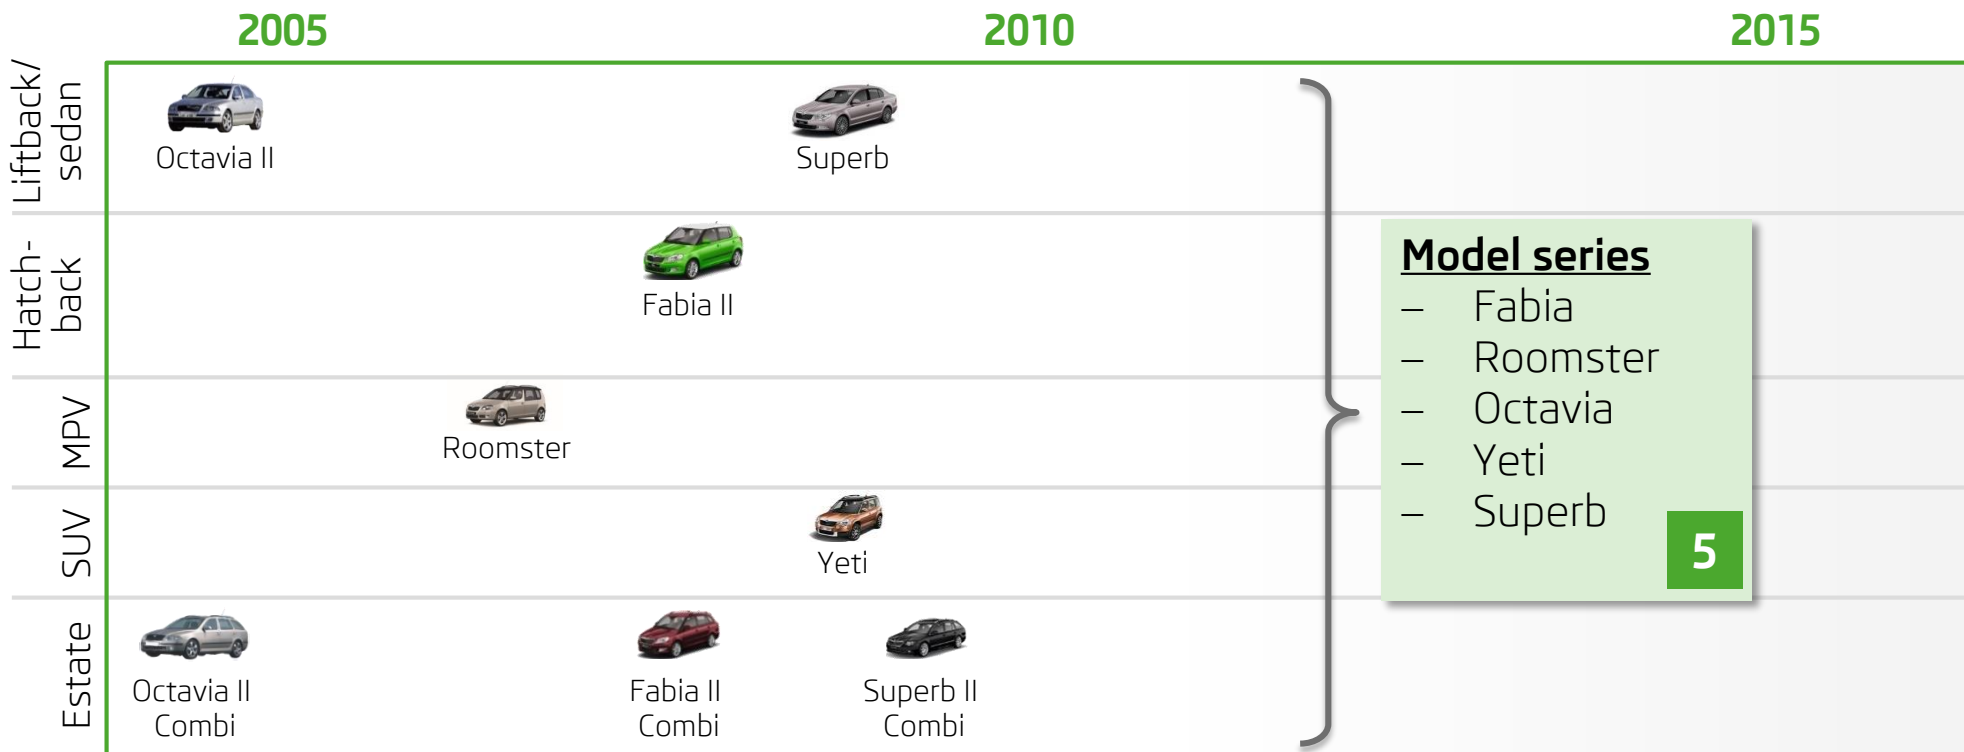 2005
2010
2015
Liftback/
sedan
Octavia II
Superb
Hatch-
back
Fabia II
MPV
Roomster
SUV
Yeti
Estate
Octavia II
Combi
Fabia II
Combi
Superb II
Combi
Model series
– Fabia
– Roomster
– Octavia
– Yeti
– Superb
5